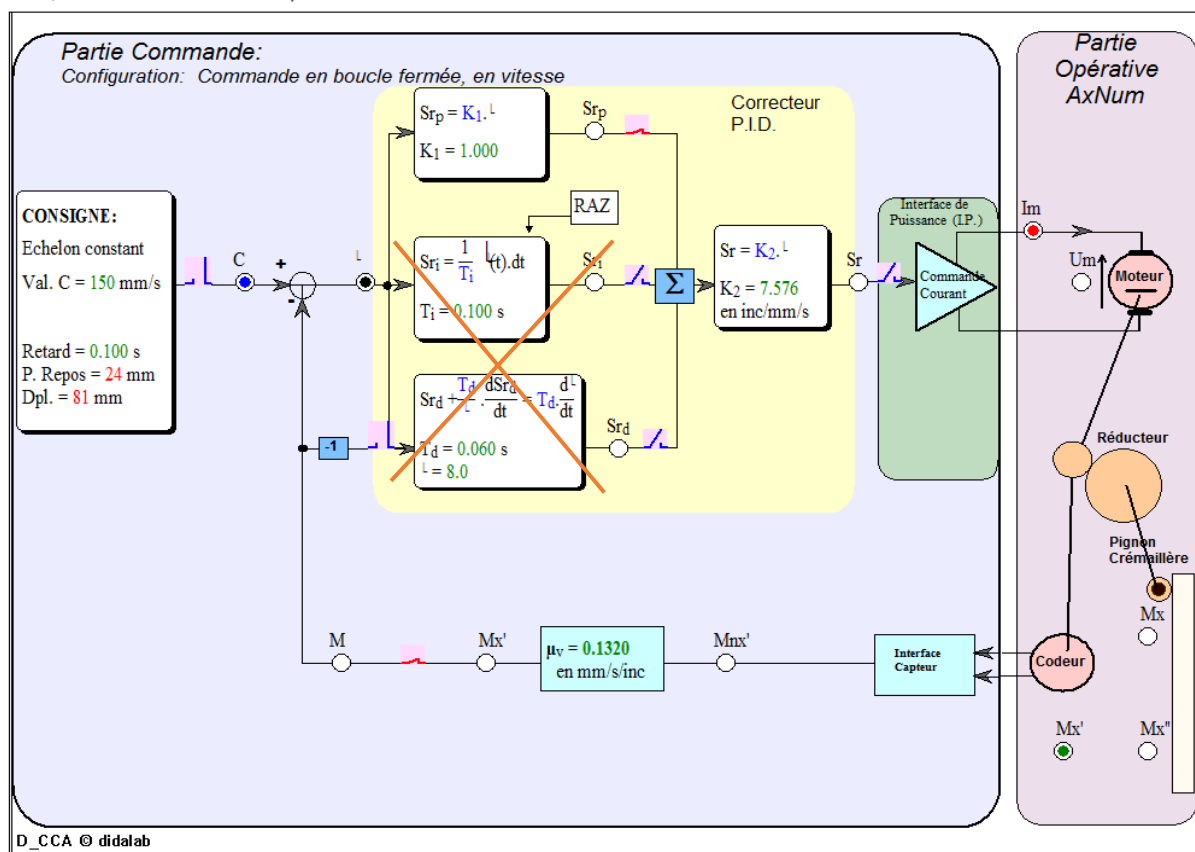 Partie Commande:
Configuration: Commande en boucle fermée, en vitesse
Partie
Opérative
AxNum
Correcteur
P.I.D.
Srp = K1.└
K1 = 1.000
Srp
RAZ
CONSIGNE:
Echelon constant
Val. C = 150 mm/s
Retard = 0.100 s
P. Repos = 24 mm
Dpl. = 81 mm
C
+
-
└
Sri = 1/Ti └(t).dt
Ti = 0.100 s
Sri
Σ
Sr = K2.└
K2 = 7.576
en inc/mm/s
Sr
Interface de
Puissance (I.P.)
Commande
Courant
Im
Um
Moteur
Srd + Td/└ . dSrd/dt = Td. d└/dt
Td = 0.060 s
└ = 8.0
Srd
-1
Réducteur
Pignon
Crémaillère
M
Mx'
µv = 0.1320
en mm/s/inc
Mnx'
Interface
Capteur
Codeur
Mx
Mx'
Mx"
D_CCA © didalab